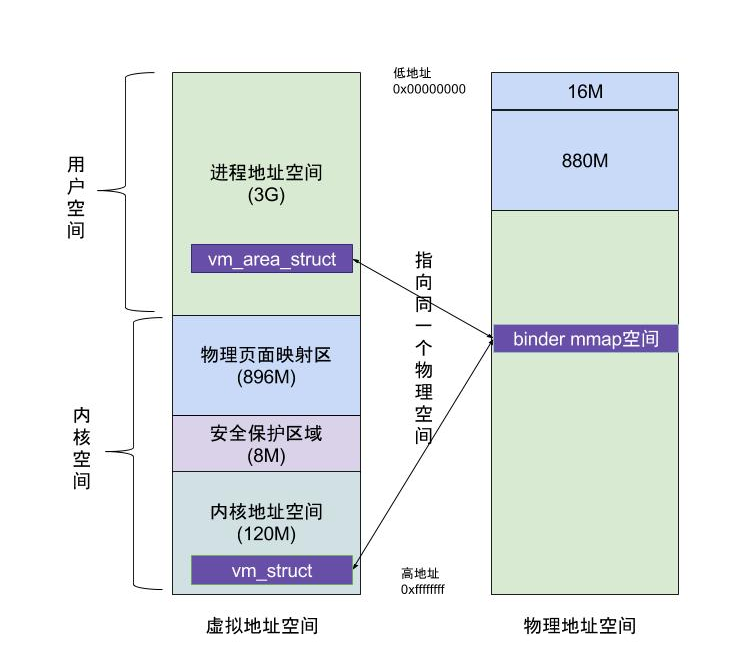 低地址
0x00000000
16M
880M
用户空间
进程地址空间
(3G)
vm_area_struct
指向同一个物理空间
binder mmap空间
物理页面映射区
(896M)
内核空间
安全保护区域
(8M)
内核地址空间
(120M)
vm_struct
高地址
0xffffffff
虚拟地址空间
物理地址空间